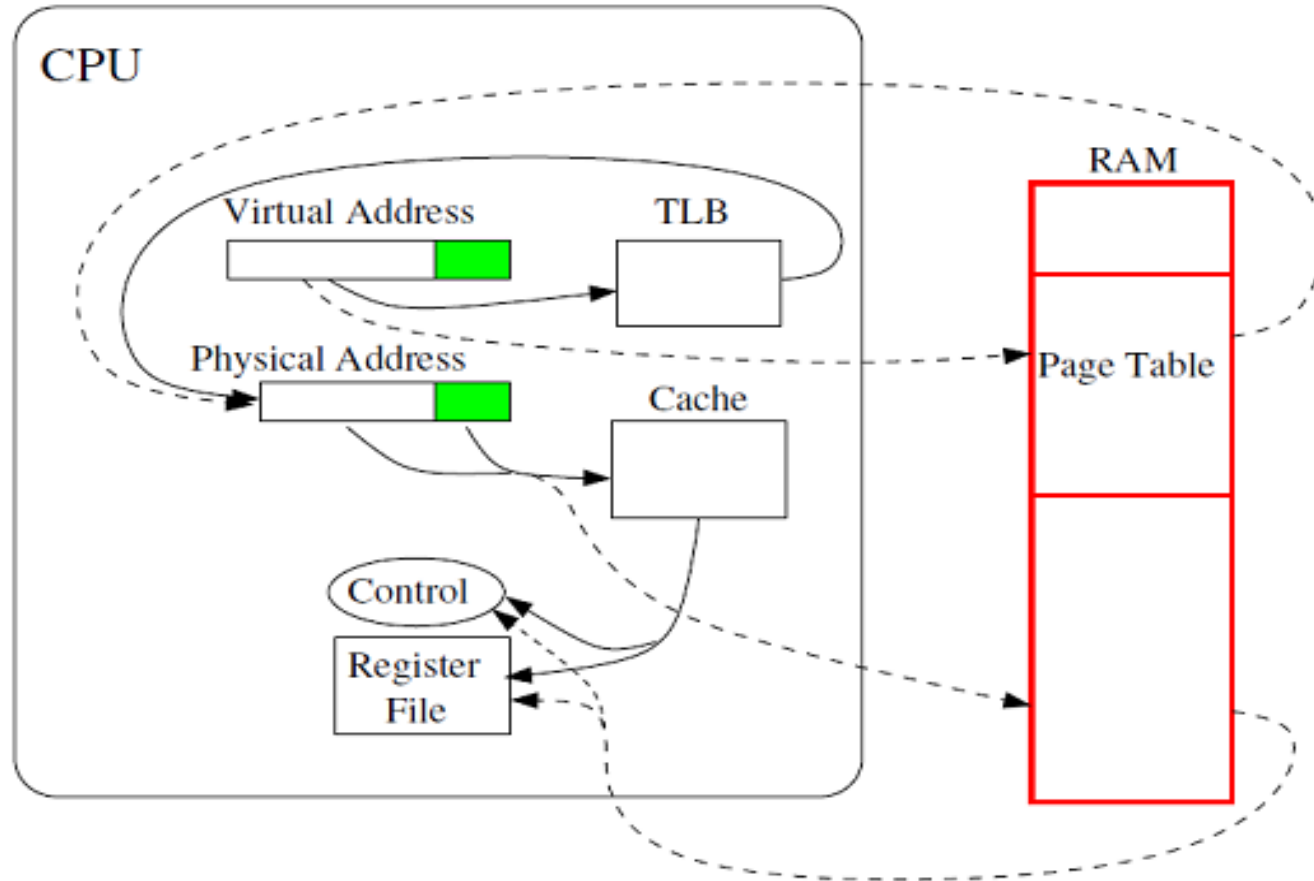 CPU
RAM
Virtual Address
TLB
Physical Address
Page Table
Cache
Control
Register
File